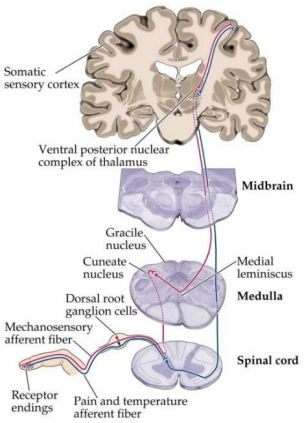 Somatic
sensory cortex
Ventral posterior nuclear
complex of thalamus
Midbrain
Gracile
nucleus
Cuneate
nucleus
Medial
leminiscus
Medulla
Dorsal root
ganglion cells
Mechanosensory
afferent fiber
Spinal cord
Receptor
endings
Pain and temperature
afferent fiber